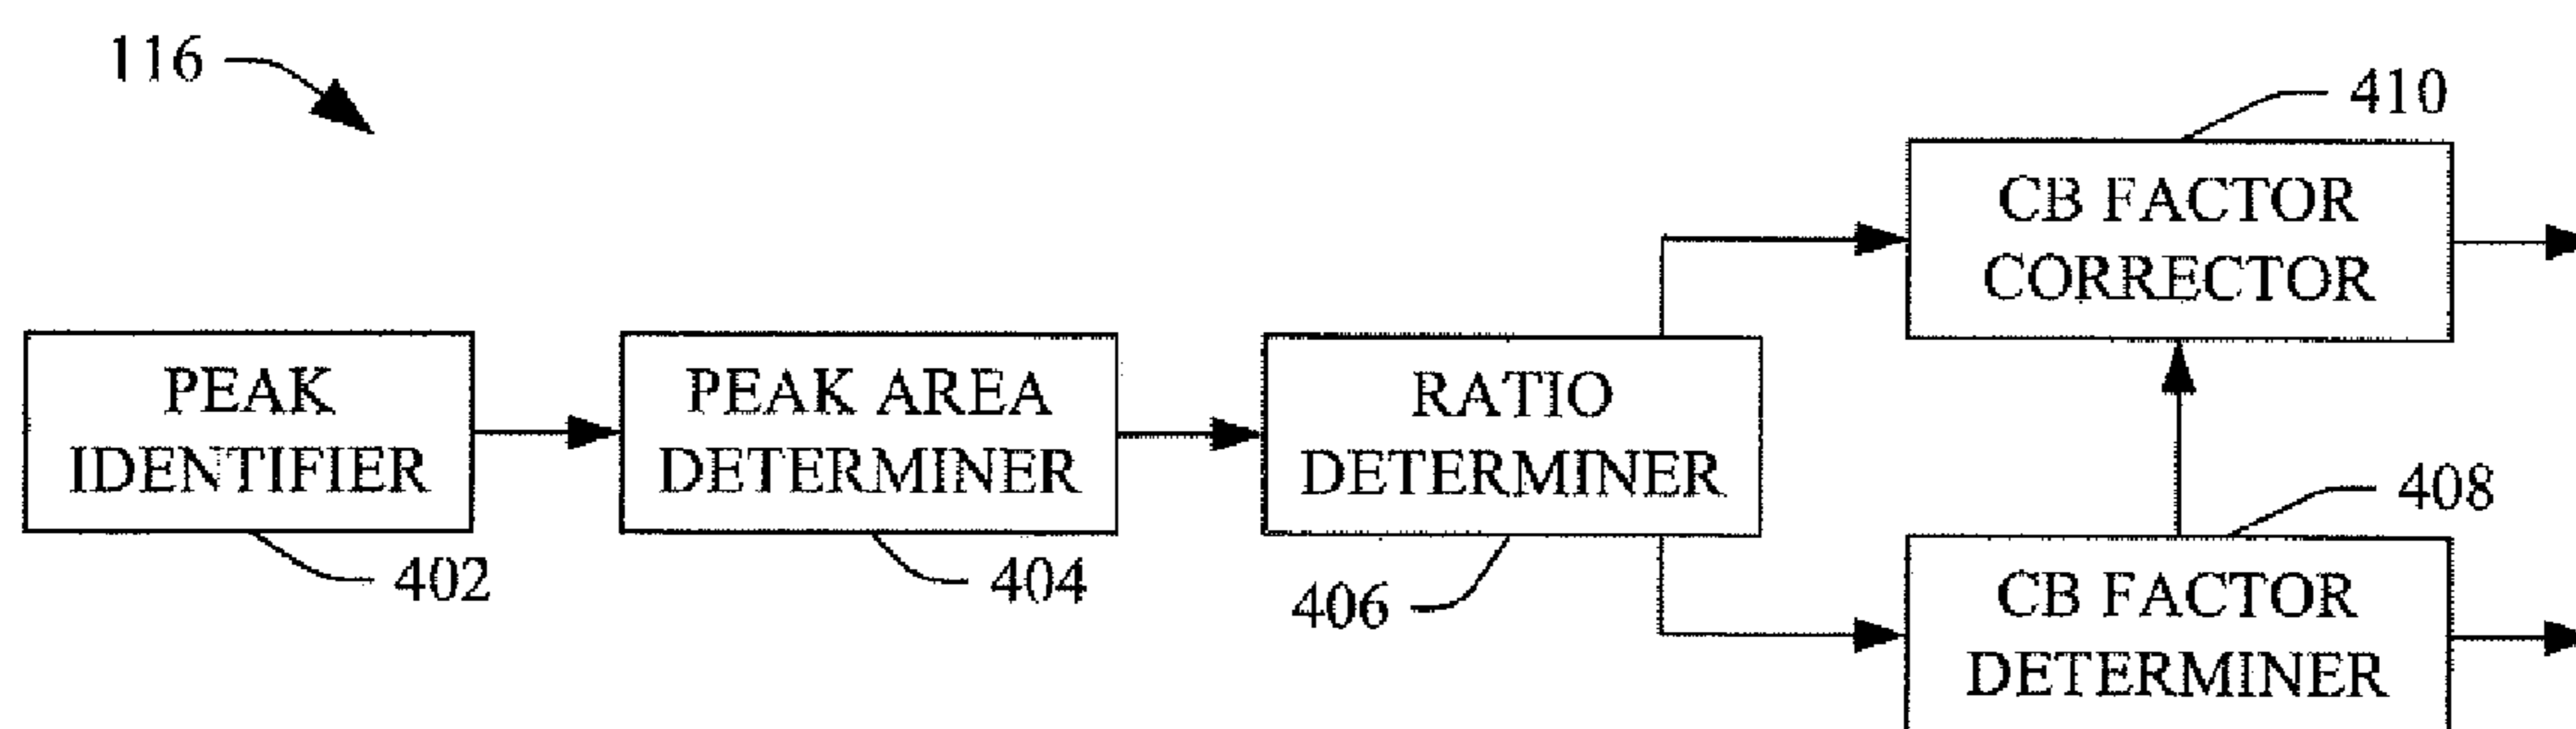 116
410
CB FACTOR
CORRECTOR
PEAK
IDENTIFIER
PEAK AREA
DETERMINER
RATIO
DETERMINER
408
402
404
406
CB FACTOR
DETERMINER